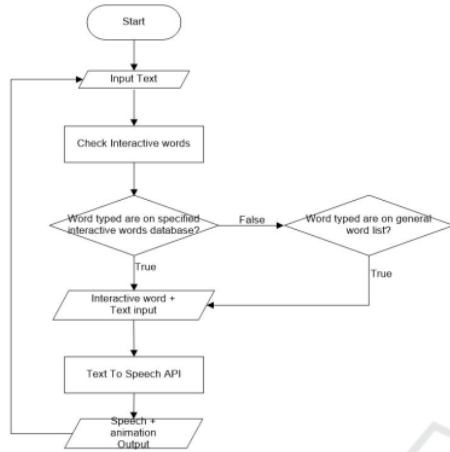 Start
Input Text
Check Interactive words
Word typed are on specified
interactive words database?
False
Word typed are on general
word list?
True
True
Interactive word +
Text input
Text To Speech API
Speech +
animation
Output